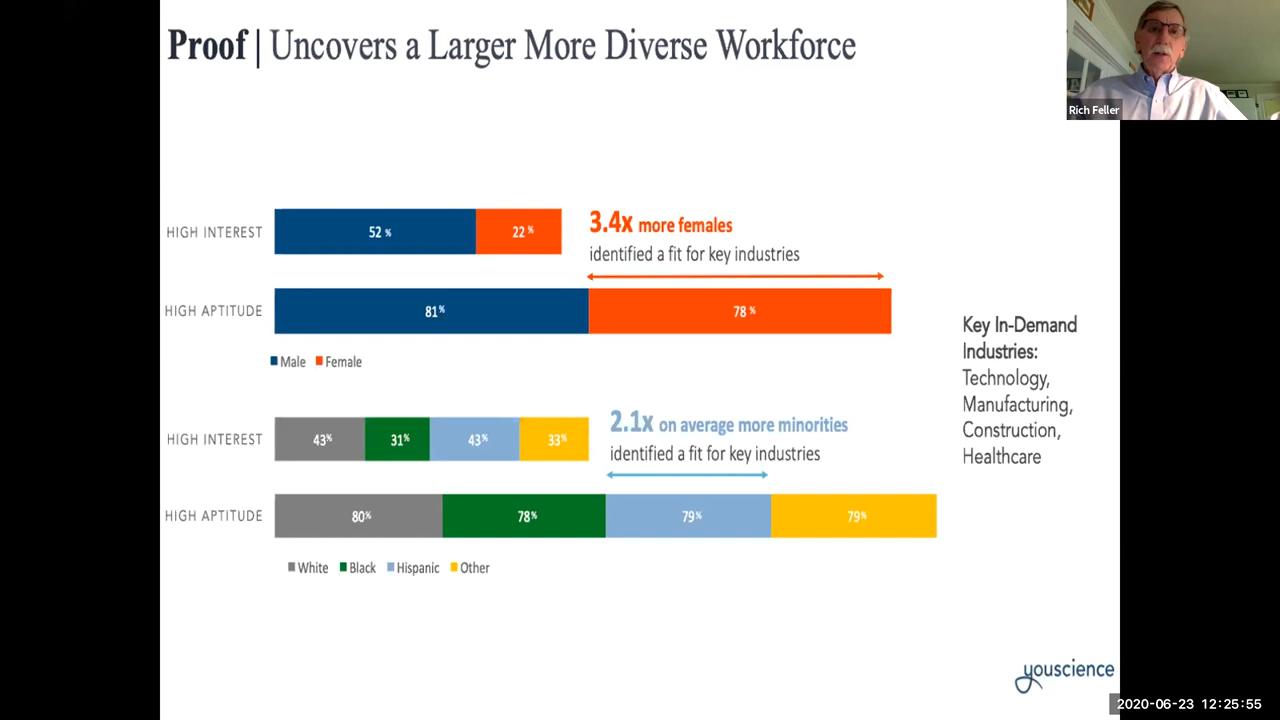 Proof | Uncovers a Larger More Diverse Workforce
Rich Feller
HIGH INTEREST
52 %
22 %
3.4x more females
identified a fit for key industries
HIGH APTITUDE
81%
78 %
Male Female
Key In-Demand
Industries:
Technology,
Manufacturing,
Construction,
Healthcare
HIGH INTEREST
43%
31%
43%
33%
2.1x on average more minorities
identified a fit for key industries
HIGH APTITUDE
80%
78%
79%
79%
White Black Hispanic Other
youscience
2020-06-23 12:25:55